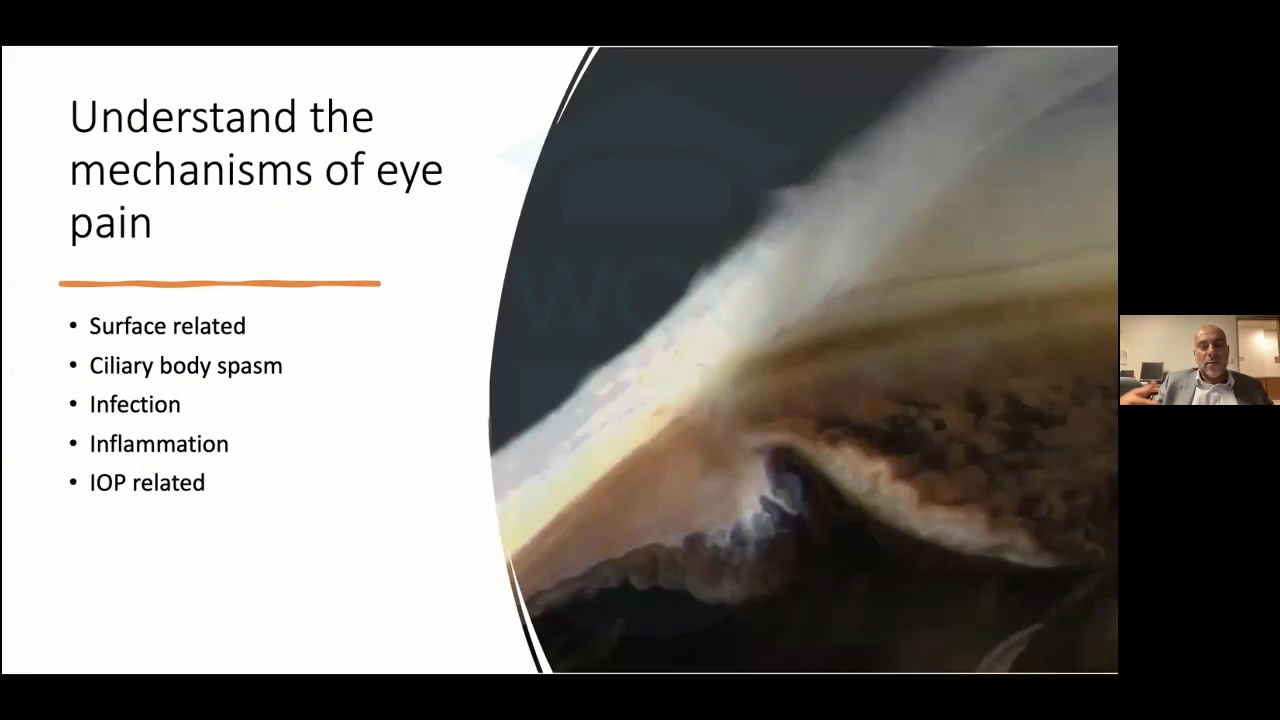 Understand the
mechanisms of eye
pain
• Surface related
• Ciliary body spasm
• Infection
• Inflammation
• IOP related